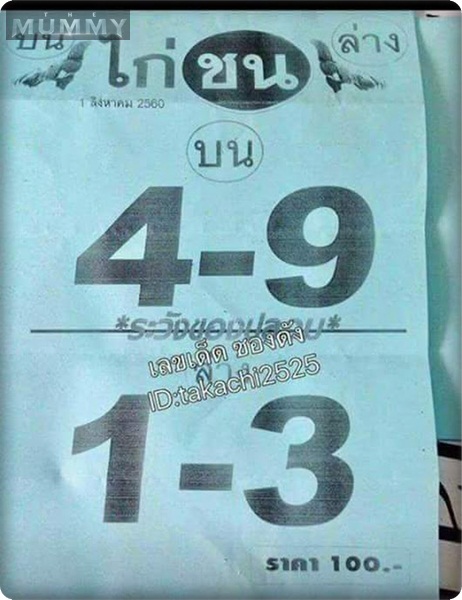 THE
MUMMY
บน ไก่ชน ล่าง
1 สิงหาคม 2560
บน
4-9
*ระวังของปลอม*
เลขเด็ด ซองดัง
ล่าง
ID:takachi2525
1-3
ราคา 100.-